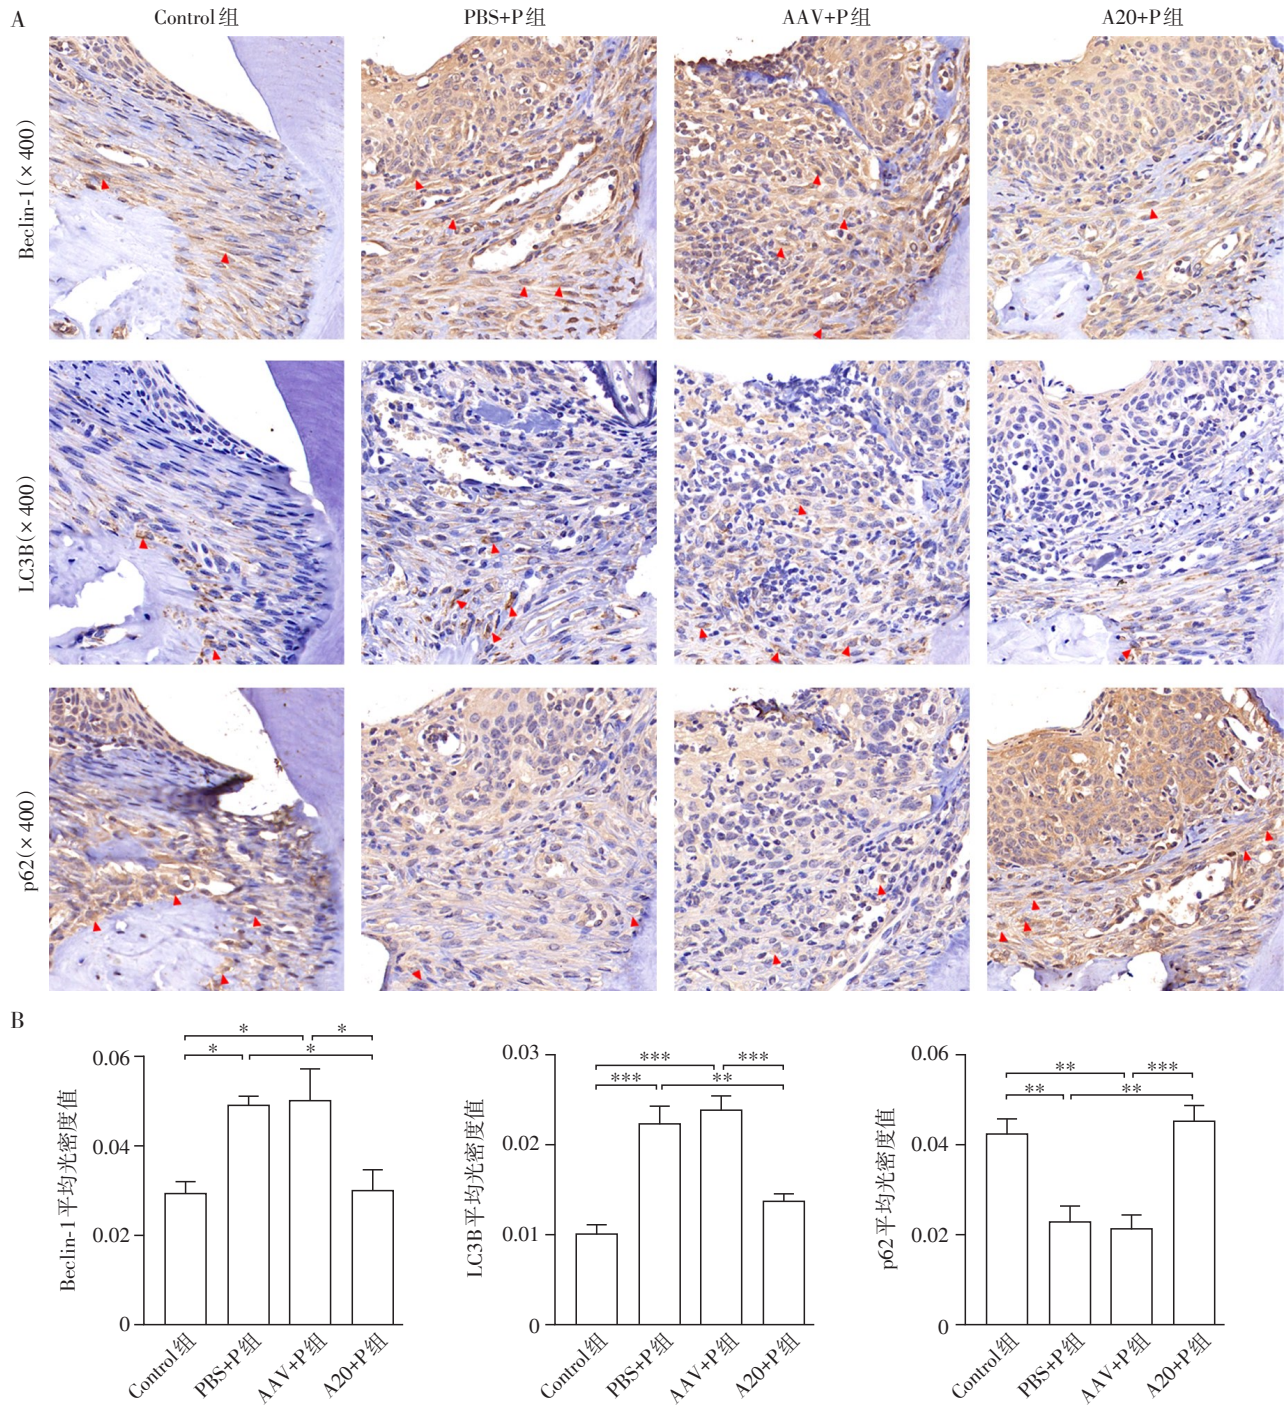 A
Control组 PBS+P组 AAV+P组 A20+P组
Beclin-1(×400)
LC3B(×400)
p62(×400)
B
Beclin-1平均光密度值
0.06
0.04
0.02
0
* *
* *
Control组 PBS+P组 AAV+P组 A20+P组
LC3B平均光密度值
0.03
0.02
0.01
0
*** ***
*** **
Control组 PBS+P组 AAV+P组 A20+P组
p62平均光密度值
0.06
0.04
0.02
0
** ***
** **
Control组 PBS+P组 AAV+P组 A20+P组